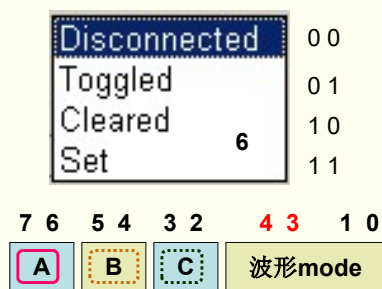 Disconnected 0 0
Toggled 0 1
Cleared 1 0
6
Set 1 1
7 6 5 4 3 2 4 3 1 0
A B C 波形mode